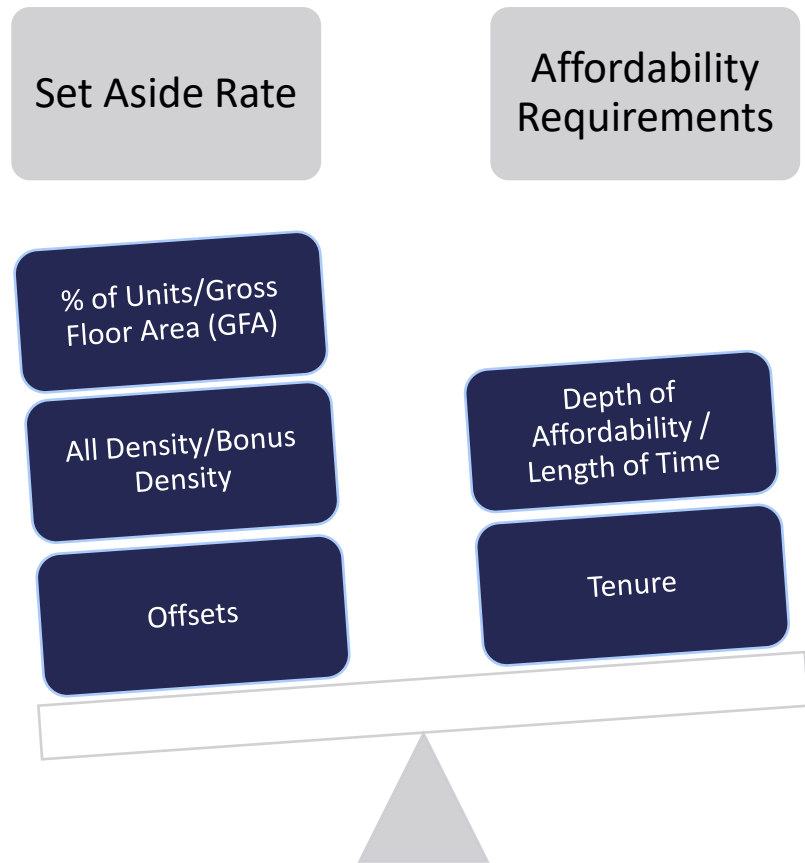 Set Aside Rate
Affordability
Requirements
% of Units/Gross
Floor Area (GFA)
All Density/Bonus
Density
Offsets
Depth of
Affordability /
Length of Time
Tenure